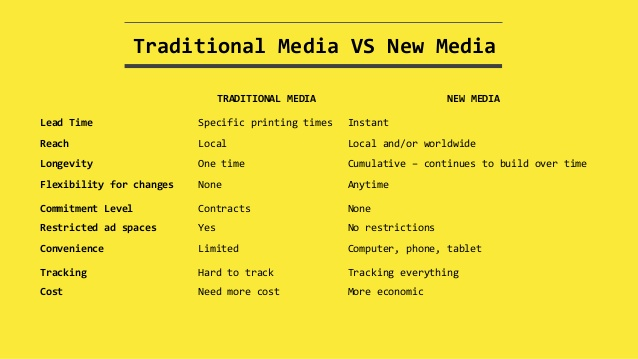 Traditional Media VS New Media
TRADITIONAL MEDIA NEW MEDIA
Lead Time Specific printing times Instant
Reach Local Local and/or worldwide
Longevity One time Cumulative – continues to build over time
Flexibility for changes None Anytime
Commitment Level Contracts None
Restricted ad spaces Yes No restrictions
Convenience Limited Computer, phone, tablet
Tracking Hard to track Tracking everything
Cost Need more cost More economic